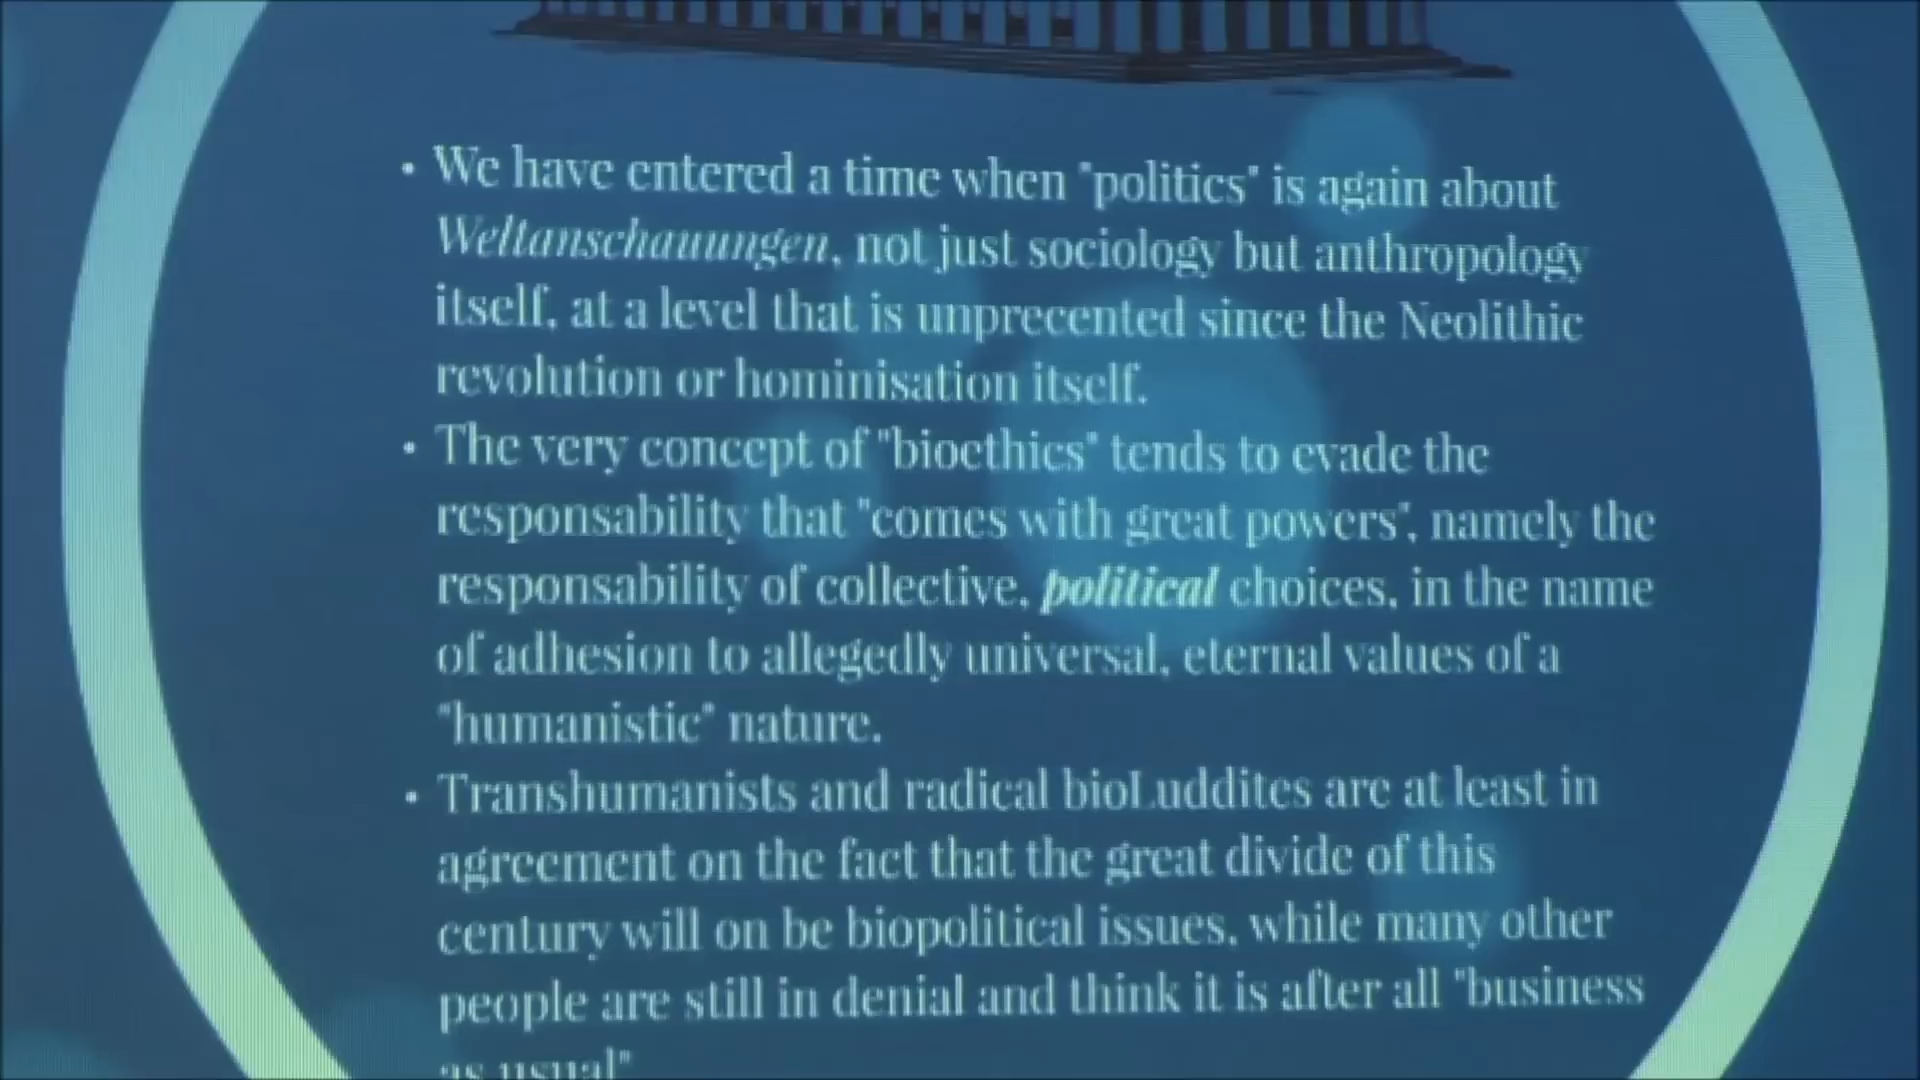 • We have entered a time when "politics" is again about
Weltanschauungen, not just sociology but anthropology
itself, at a level that is unprecented since the Neolithic
revolution or hominisation itself.
• The very concept of "bioethics" tends to evade the
responsability that "comes with great powers", namely the
responsability of collective, political choices, in the name
of adhesion to allegedly universal, eternal values of a
"humanistic" nature.
• Transhumanists and radical bioLuddites are at least in
agreement on the fact that the great divide of this
century will on be biopolitical issues, while many other
people are still in denial and think it is after all "business
as usual"